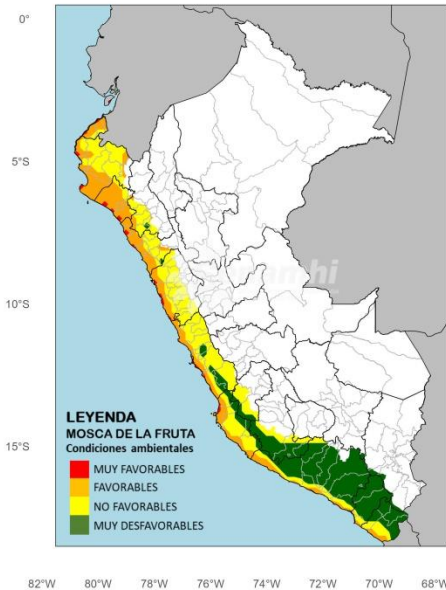 0°
5°S
10°S
15°S
LEYENDA
MOSCA DE LA FRUTA
Condiciones ambientales
MUY FAVORABLES
FAVORABLES
NO FAVORABLES
MUY DESFAVORABLES
82°W 80°W 78°W 76°W 74°W 72°W 70°W 68°W